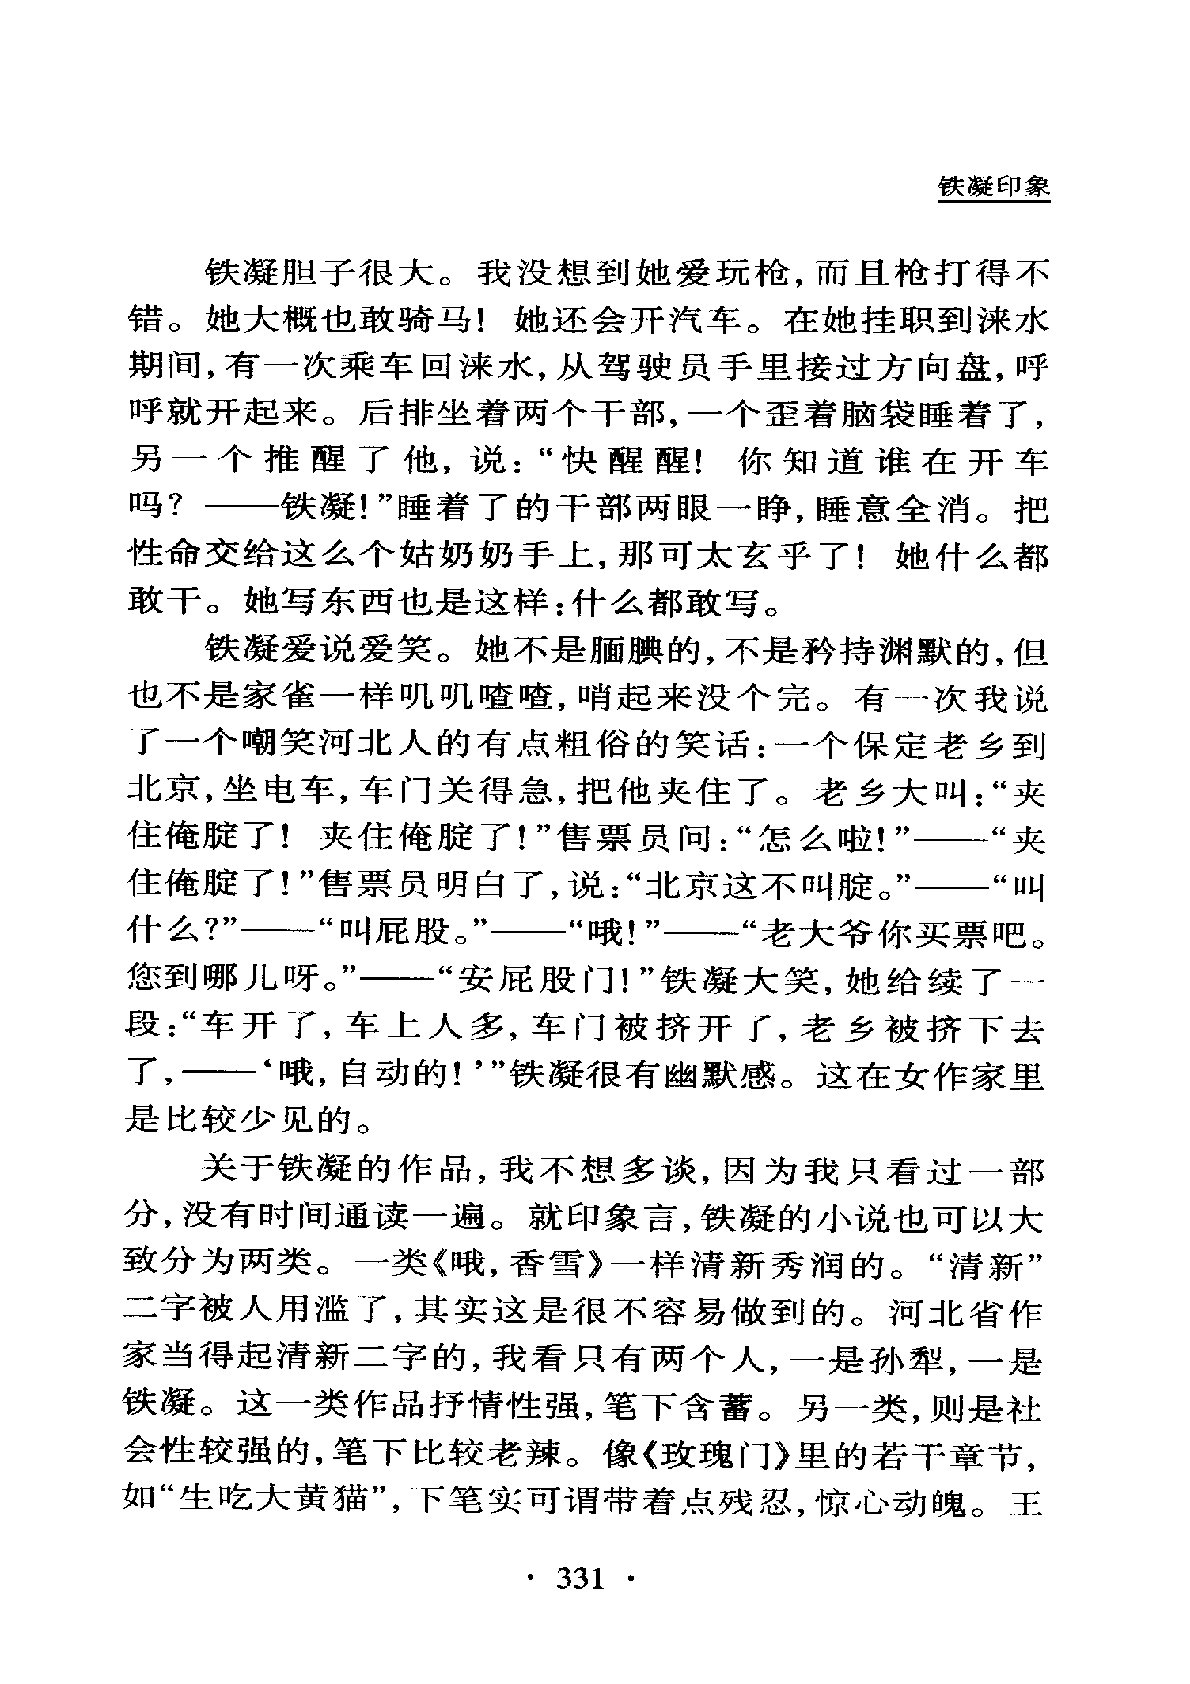 铁凝印象
铁凝胆子很大。我没想到她爱玩枪,而且枪打得不
错。她大概也敢骑马! 她还会开汽车。在她挂职到涞水
期间,有一次乘车回涞水,从驾驶员手里接过方向盘,呼
呼就开起来。后排坐着两个干部,一个歪着脑袋睡着了,
另一个推醒了他,说:“快醒醒! 你知道谁在开车
吗? ——铁凝!”睡着了的干部两眼一睁,睡意全消。把
性命交给这么个姑奶奶手上,那可太玄乎了! 她什么都
敢干。她写东西也是这样:什么都敢写。
铁凝爱说爱笑。她不是腼腆的,不是矜持渊默的,但
也不是家雀一样叽叽喳喳,哨起来没个完。有一次我说
了一个嘲笑河北人的有点粗俗的笑话:一个保定老乡到
北京,坐电车,车门关得急,把他夹住了。老乡大叫:“夹
住俺腚了! 夹住俺腚了!”售票员问:“怎么啦!”——“夹
住俺腚了!”售票员明白了,说:“北京这不叫腚。”——“叫
什么?”——“叫屁股。”——“哦!”——“老大爷你买票吧。
您到哪儿呀。”——“安屁股门!”铁凝大笑,她给续了一
段:“车开了,车上人多,车门被挤开了,老乡被挤下去
了,——‘哦,自动的!’”铁凝很有幽默感。这在女作家里
是比较少见的。
关于铁凝的作品,我不想多谈,因为我只看过一部
分,没有时间通读一遍。就印象言,铁凝的小说也可以大
致分为两类。一类《哦,香雪》一样清新秀润的。“清新”
二字被人用滥了,其实这是很不容易做到的。河北省作
家当得起清新二字的,我看只有两个人,一是孙犁,一是
铁凝。这一类作品抒情性强,笔下含蓄。另一类,则是社
会性较强的,笔下比较老辣。像《玫瑰门》里的若干章节,
如“生吃大黄猫”,下笔实可谓带着点残忍,惊心动魄。王
· 331 ·